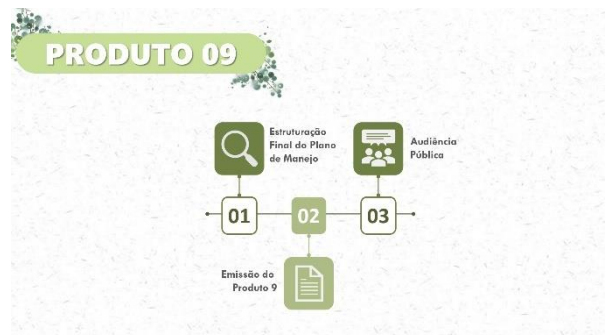 PRODUTO 09
Estruturação
Final do Plano
de Manejo
Audiência
Pública
01
02
03
Emissão do
Produto 9